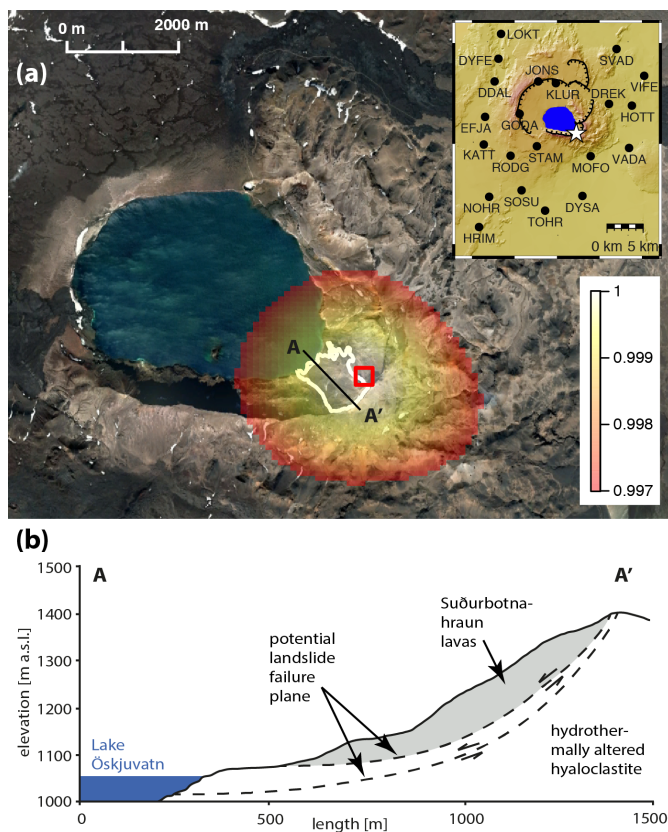 0 m 2000 m
(a)
LOKT
DYFE
SVAD
JONS
VIFE
DDAL
KLUR
DREK
HOTT
EFJA
GODA
KATT
STAM
VADA
RODG
MOFO
SOSU
NOHR
DYSA
TOHR
HRIM
0 km 5 km
1
0.999
0.998
0.997
A
A′
(b)
1500
A
A′
1400
Suðurbotna-
hraun
lavas
potential
landslide
failure
plane
1300
1200
hydrother-
mally altered
hyaloclastite
1100
Lake
Öskjuvatn
1000
elevation [m a.s.l.]
0
500
1000
1500
length [m]